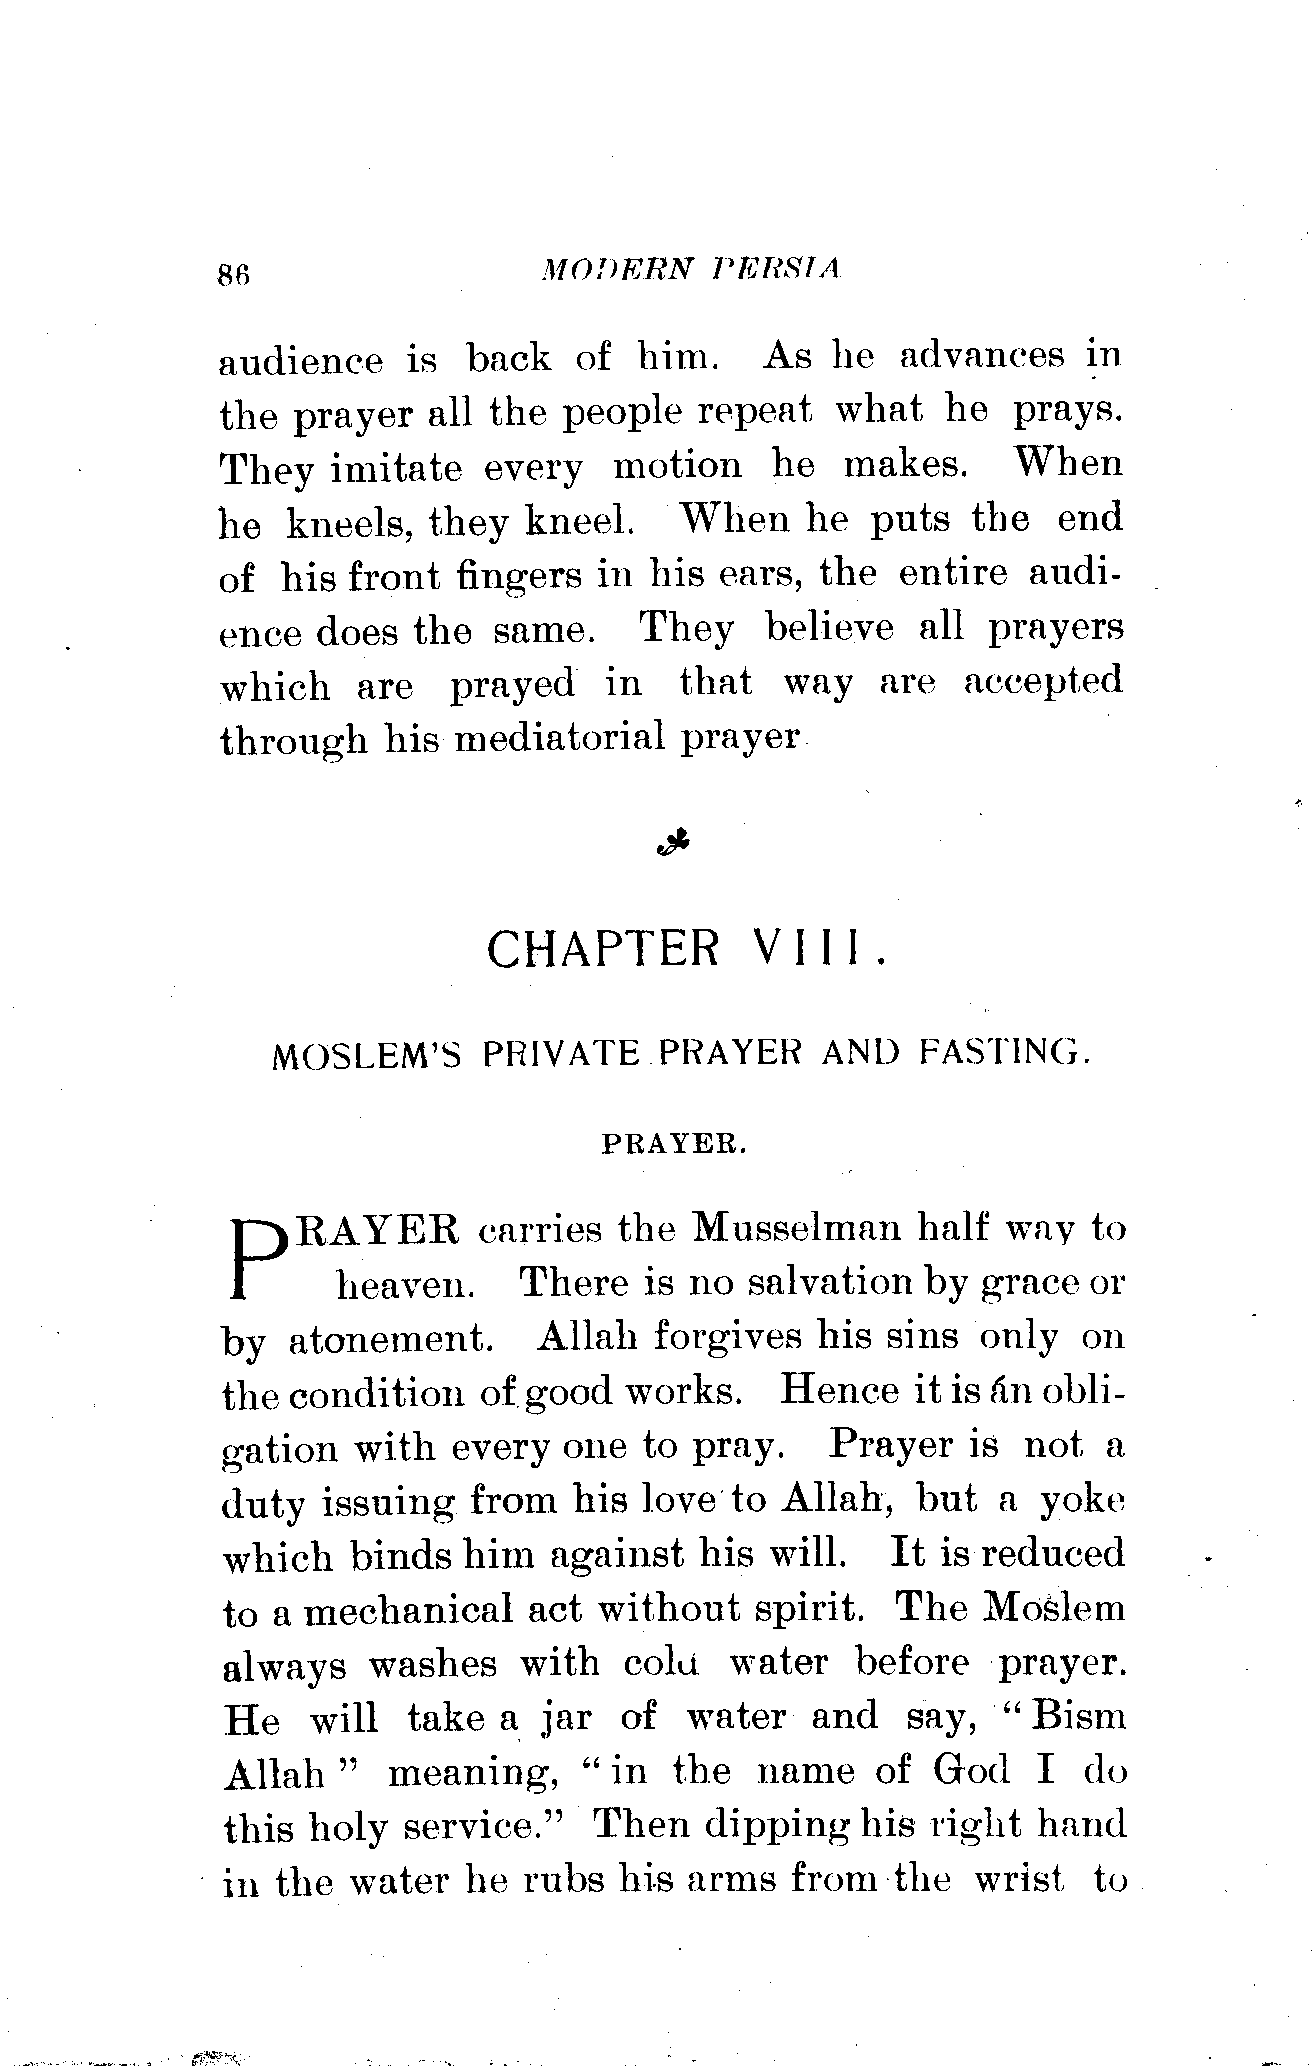 86 MODERN PERSIA
audience is back of him. As he advances in
the prayer all the people repeat what he prays.
They imitate every motion he makes. When
he kneels, they kneel. When he puts the end
of his front fingers in his ears, the entire audi-
ence does the same. They believe all prayers
which are prayed in that way are accepted
through his mediatorial prayer
CHAPTER VIII.
MOSLEM'S PRIVATE PRAYER AND FASTING.
PRAYER.
PRAYER carries the Musselman half way to
heaven. There is no salvation by grace or
by atonement. Allah forgives his sins only on
the condition of good works. Hence it is an obli-
gation with every one to pray. Prayer is not a
duty issuing from his love to Allah, but a yoke
which binds him against his will. It is reduced
to a mechanical act without spirit. The Moslem
always washes with cold water before prayer.
He will take a jar of water and say, "Bism
Allah" meaning, "in the name of God I do
this holy service." Then dipping his right hand
in the water he rubs his arms from the wrist to